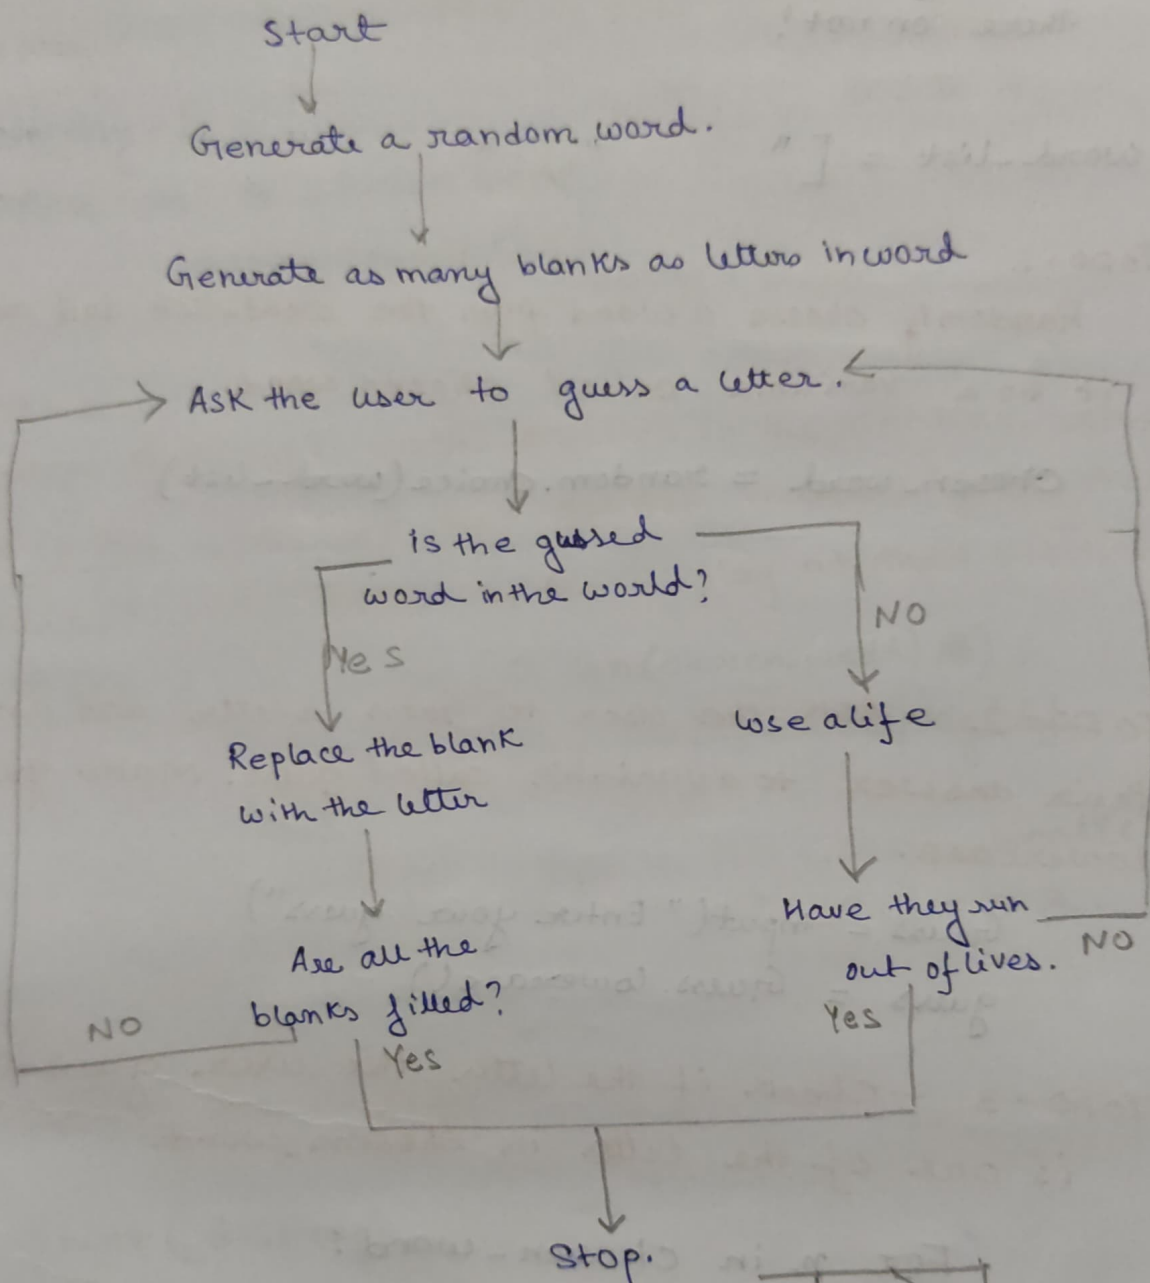 Start
Generate a random word.
Generate as many blanks as letters in word
Ask the user to guess a letter.
is the gussed
word in the world?
NO
Yes
lose a life
Replace the blank
with the letter
Have they run
NO
out of lives.
Are all the
blanks filled?
NO
Yes
Yes
Stop.